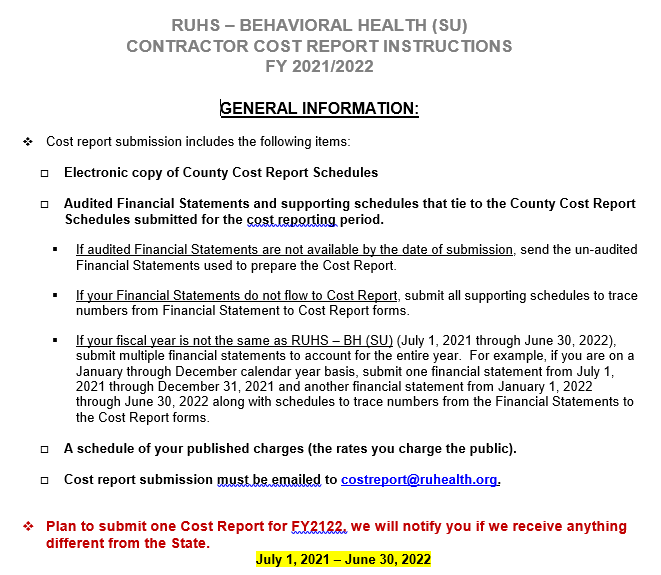 RUHS – BEHAVIORAL HEALTH (SU)
CONTRACTOR COST REPORT INSTRUCTIONS
FY 2021/2022
GENERAL INFORMATION:
❖ Cost report submission includes the following items:
□ Electronic copy of County Cost Report Schedules
□ Audited Financial Statements and supporting schedules that tie to the County Cost Report
Schedules submitted for the cost reporting period.
▪ If audited Financial Statements are not available by the date of submission, send the un-audited
Financial Statements used to prepare the Cost Report.
▪ If your Financial Statements do not flow to Cost Report, submit all supporting schedules to trace
numbers from Financial Statement to Cost Report forms.
▪ If your fiscal year is not the same as RUHS – BH (SU) (July 1, 2021 through June 30, 2022),
submit multiple financial statements to account for the entire year. For example, if you are on a
January through December calendar year basis, submit one financial statement from July 1,
2021 through December 31, 2021 and another financial statement from January 1, 2022
through June 30, 2022 along with schedules to trace numbers from the Financial Statements to
the Cost Report forms.
□ A schedule of your published charges (the rates you charge the public).
□ Cost report submission must be emailed to costreport@ruhealth.org.
❖ Plan to submit one Cost Report for FY2122, we will notify you if we receive anything
different from the State.
July 1, 2021 – June 30, 2022